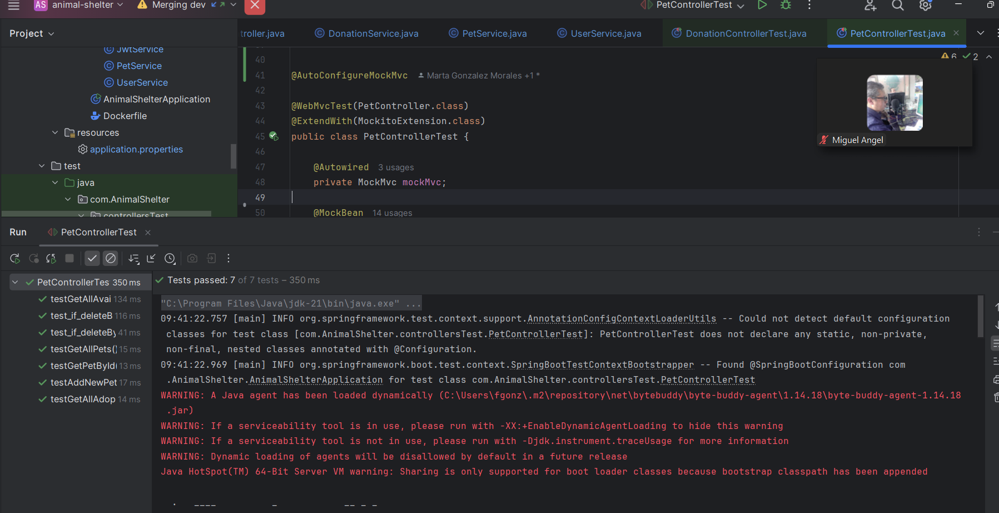 AS animal-shelter Merging dev PetControllerTest
Project
JwtService
PetService
UserService
AnimalShelterApplication
Dockerfile
resources
application.properties
test
java
com.AnimalShelter
controllersTest
troller.java DonationService.java PetService.java UserService.java DonationControllerTest.java PetControllerTest.java
6 2
40
41 @AutoConfigureMockMvc Marta Gonzalez Morales +1 *
42
43 @WebMvcTest(PetController.class)
44 @ExtendWith(MockitoExtension.class)
45 public class PetControllerTest {
46
47 @Autowired 3 usages
48 private MockMvc mockMvc;
49
50 @MockBean 14 usages
Miguel Angel
Run PetControllerTest
PetControllerTes 350 ms
testGetAllAvai 134 ms
test_if_deleteB 116 ms
test_if_deleteBy 41 ms
testGetAllPets() 15 ms
testGetPetById( 13 ms
testAddNewPet 17 ms
testGetAllAdop 14 ms
Tests passed: 7 of 7 tests – 350 ms
"C:\Program Files\Java\jdk-21\bin\java.exe" ...
09:41:22.757 [main] INFO org.springframework.test.context.support.AnnotationConfigContextLoaderUtils -- Could not detect default configuration
classes for test class [com.AnimalShelter.controllersTest.PetControllerTest]: PetControllerTest does not declare any static, non-private,
non-final, nested classes annotated with @Configuration.
09:41:22.969 [main] INFO org.springframework.boot.test.context.SpringBootTestContextBootstrapper -- Found @SpringBootConfiguration com
.AnimalShelter.AnimalShelterApplication for test class com.AnimalShelter.controllersTest.PetControllerTest
WARNING: A Java agent has been loaded dynamically (C:\Users\fgonz\.m2\repository\net\bytebuddy\byte-buddy-agent\1.14.18\byte-buddy-agent-1.14.18
.jar)
WARNING: If a serviceability tool is in use, please run with -XX:+EnableDynamicAgentLoading to hide this warning
WARNING: If a serviceability tool is not in use, please run with -Djdk.instrument.traceUsage for more information
WARNING: Dynamic loading of agents will be disallowed by default in a future release
Java HotSpot(TM) 64-Bit Server VM warning: Sharing is only supported for boot loader classes because bootstrap classpath has been appended